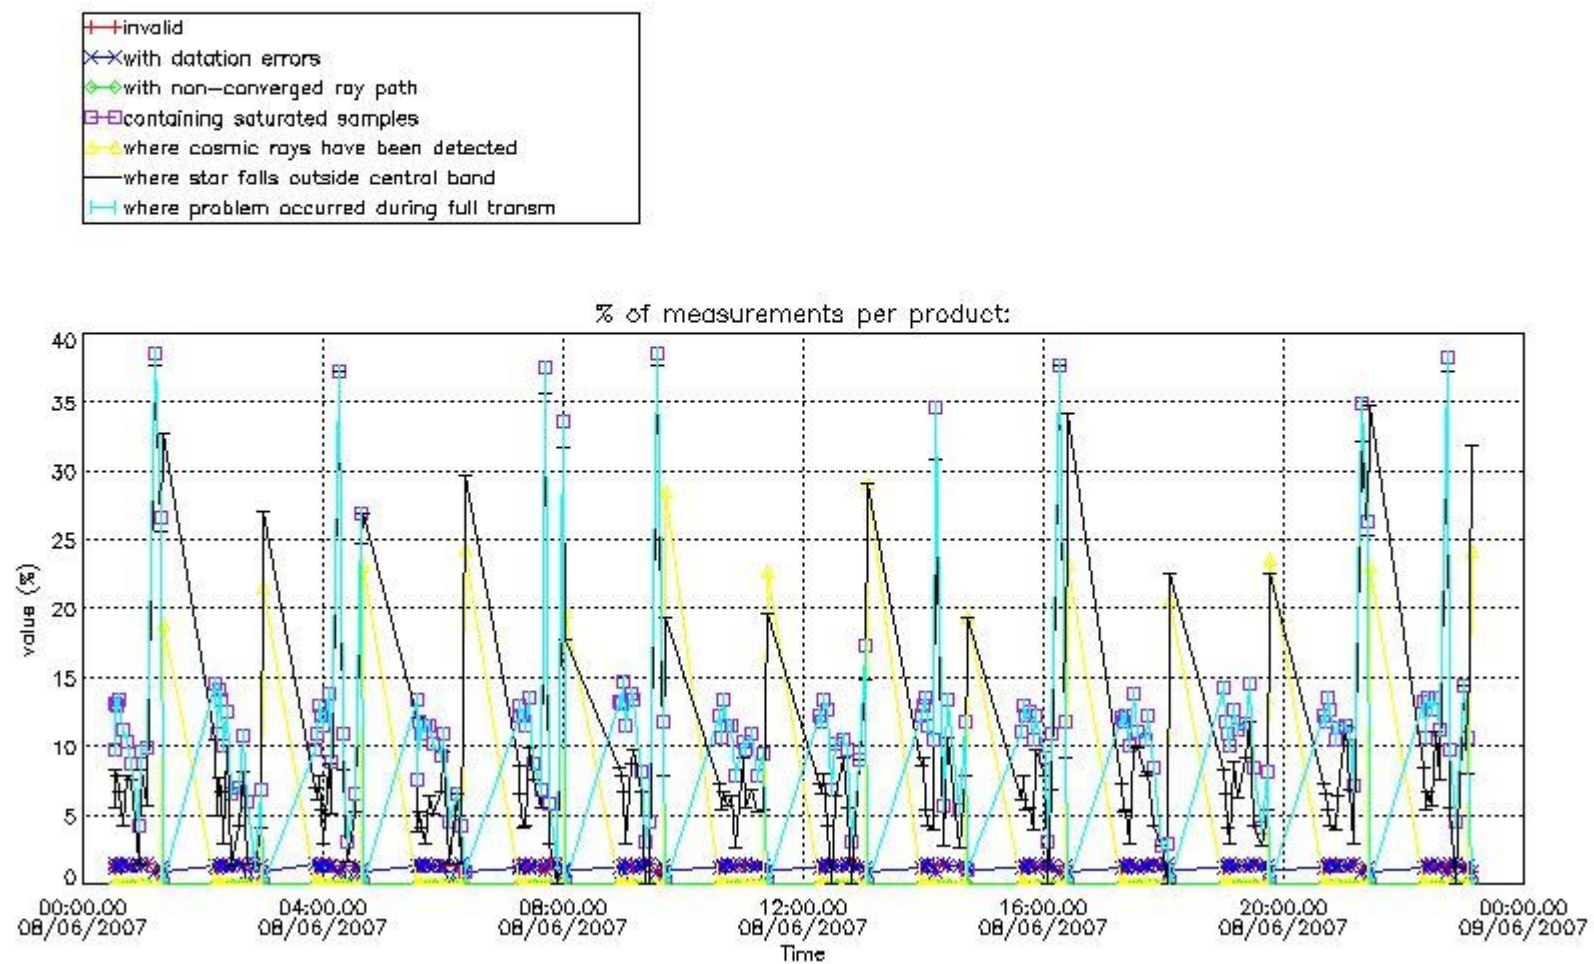 invalid
with datation errors
with non-converged ray path
containing saturated samples
where cosmic rays have been detected
where star falls outside central band
where problem occurred during full transm
% of measurements per product:
40
35
30
25
20
15
10
5
0
value (%)
00:00:00 04:00:00 08:00:00 12:00:00 16:00:00 20:00:00 00:00:00
08/06/2007 08/06/2007 08/06/2007 08/06/2007 08/06/2007 08/06/2007 09/06/2007
Time